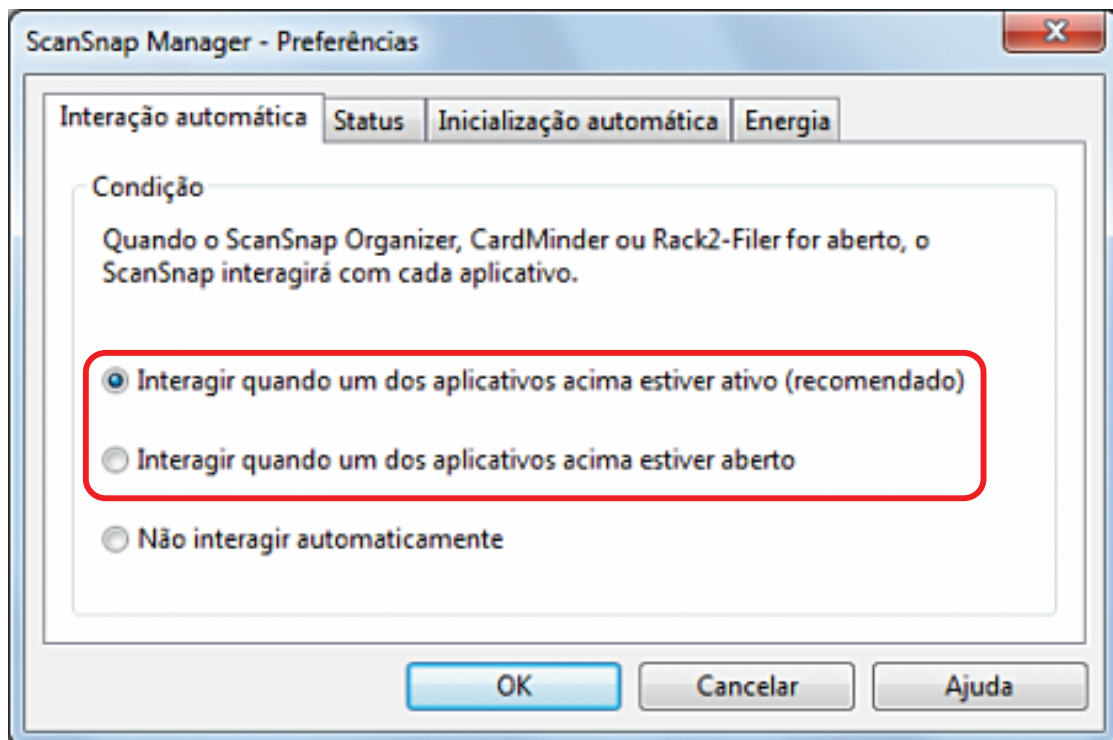 ScanSnap Manager - Preferências
Interação automática
Status
Inicialização automática
Energia
Condição
Quando o ScanSnap Organizer, CardMinder ou Rack2-Filer for aberto, o
ScanSnap interagirá com cada aplicativo.
Interagir quando um dos aplicativos acima estiver ativo (recomendado)
Interagir quando um dos aplicativos acima estiver aberto
Não interagir automaticamente
OK
Cancelar
Ajuda